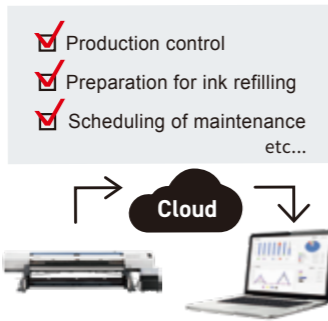 Production control
Preparation for ink refilling
Scheduling of maintenance
etc...
Cloud